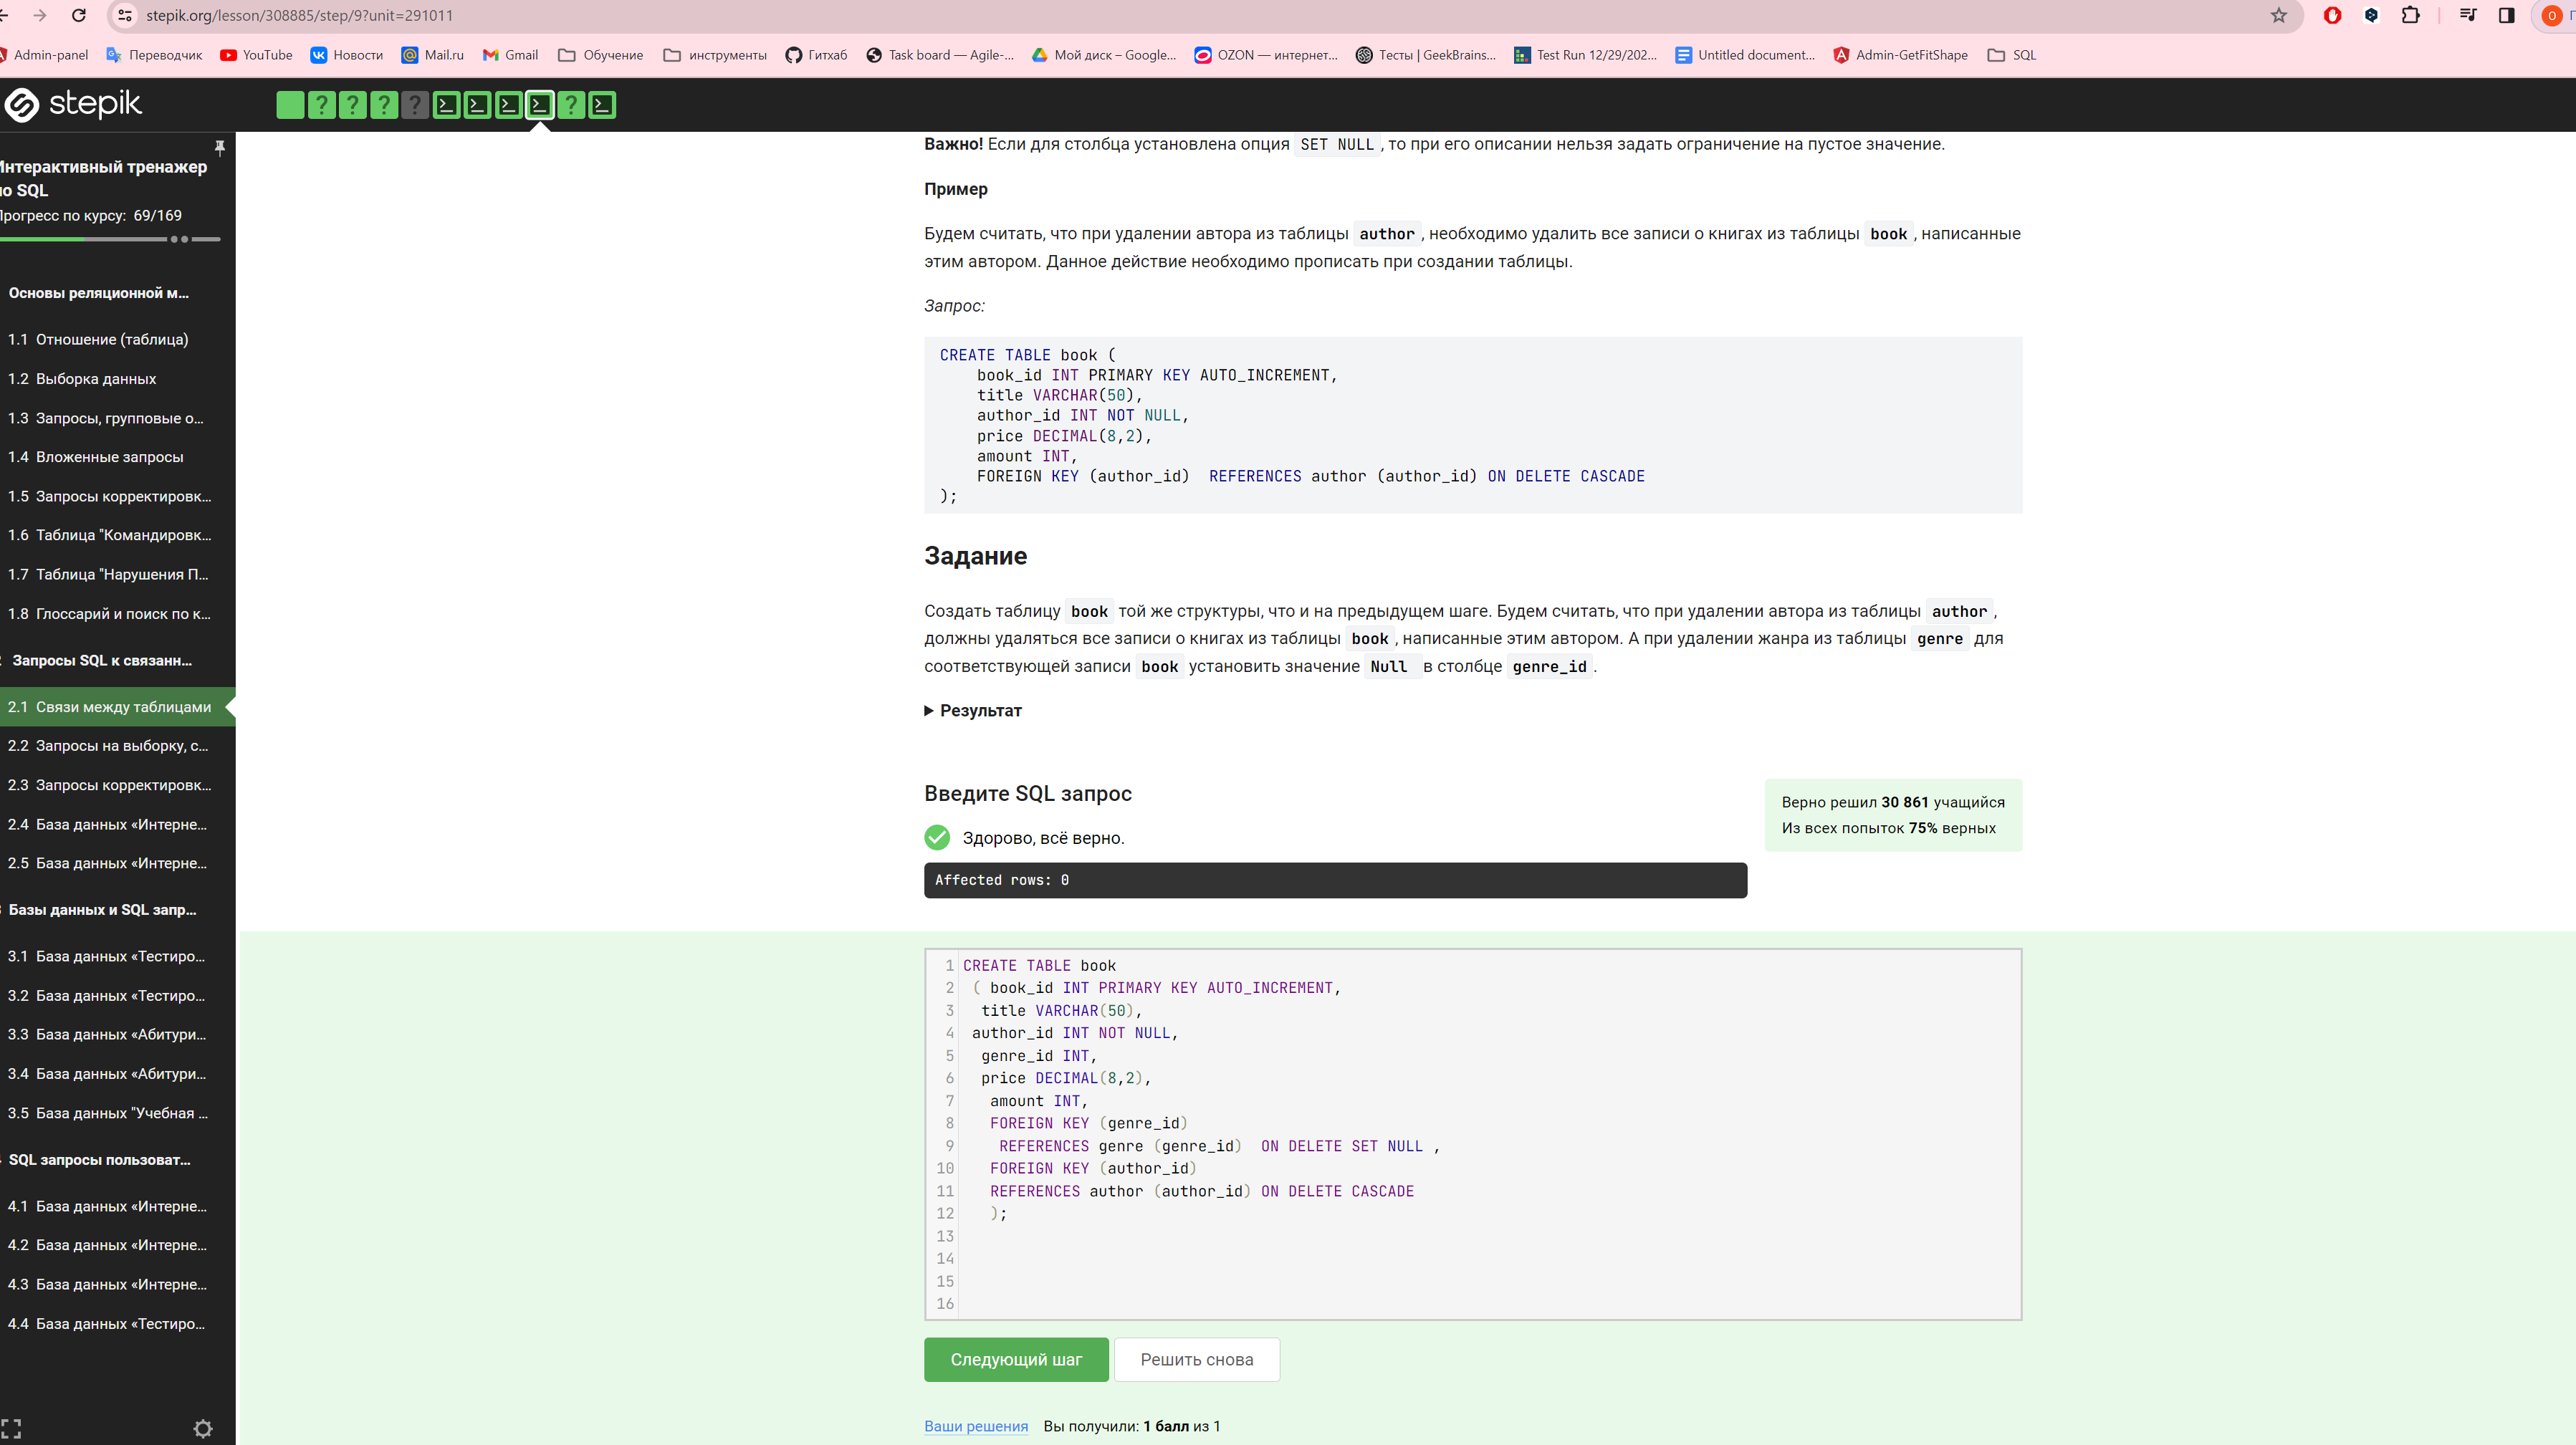 stepik.org/lesson/308885/step/9?unit=291011
Admin-panel Переводчик YouTube Новости Mail.ru Gmail Обучение инструменты Гитхаб Task board — Agile-... Мой диск – Google... OZON — интернет... Тесты | GeekBrains... Test Run 12/29/202... Untitled document... Admin-GetFitShape SQL
stepik
Интерактивный тренажер
по SQL
Прогресс по курсу: 69/169
Основы реляционной м...
1.1 Отношение (таблица)
1.2 Выборка данных
1.3 Запросы, групповые о...
1.4 Вложенные запросы
1.5 Запросы корректировк...
1.6 Таблица "Командировк...
1.7 Таблица "Нарушения П...
1.8 Глоссарий и поиск по к...
Запросы SQL к связанн...
2.1 Связи между таблицами
2.2 Запросы на выборку, с...
2.3 Запросы корректировк...
2.4 База данных «Интерне...
2.5 База данных «Интерне...
Базы данных и SQL запр...
3.1 База данных «Тестиро...
3.2 База данных «Тестиро...
3.3 База данных «Абитури...
3.4 База данных «Абитури...
3.5 База данных "Учебная ...
SQL запросы пользоват...
4.1 База данных «Интерне...
4.2 База данных «Интерне...
4.3 База данных «Интерне...
4.4 База данных «Тестиро...
Важно! Если для столбца установлена опция SET NULL, то при его описании нельзя задать ограничение на пустое значение.
Пример
Будем считать, что при удалении автора из таблицы author, необходимо удалить все записи о книгах из таблицы book, написанные
этим автором. Данное действие необходимо прописать при создании таблицы.
Запрос:
CREATE TABLE book (
book_id INT PRIMARY KEY AUTO_INCREMENT,
title VARCHAR(50),
author_id INT NOT NULL,
price DECIMAL(8,2),
amount INT,
FOREIGN KEY (author_id) REFERENCES author (author_id) ON DELETE CASCADE
);
Задание
Создать таблицу book той же структуры, что и на предыдущем шаге. Будем считать, что при удалении автора из таблицы author,
должны удаляться все записи о книгах из таблицы book, написанные этим автором. А при удалении жанра из таблицы genre для
соответствующей записи book установить значение Null в столбце genre_id.
Результат
Введите SQL запрос
Здорово, всё верно.
Affected rows: 0
Верно решил 30 861 учащийся
Из всех попыток 75% верных
1 CREATE TABLE book
2 ( book_id INT PRIMARY KEY AUTO_INCREMENT,
3 title VARCHAR(50),
4 author_id INT NOT NULL,
5 genre_id INT,
6 price DECIMAL(8,2),
7 amount INT,
8 FOREIGN KEY (genre_id)
9 REFERENCES genre (genre_id) ON DELETE SET NULL ,
10 FOREIGN KEY (author_id)
11 REFERENCES author (author_id) ON DELETE CASCADE
12 );
13
14
15
16
Следующий шаг Решить снова
Ваши решения Вы получили: 1 балл из 1